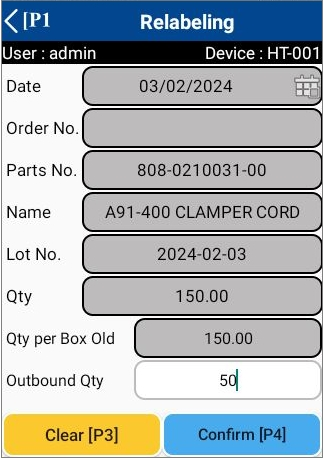 [P1 Relabeling
User : admin Device : HT-001
Date 03/02/2024
Order No.
Parts No. 808-0210031-00
Name A91-400 CLAMPER CORD
Lot No. 2024-02-03
Qty 150.00
Qty per Box Old 150.00
Outbound Qty 50
Clear [P3] Confirm [P4]